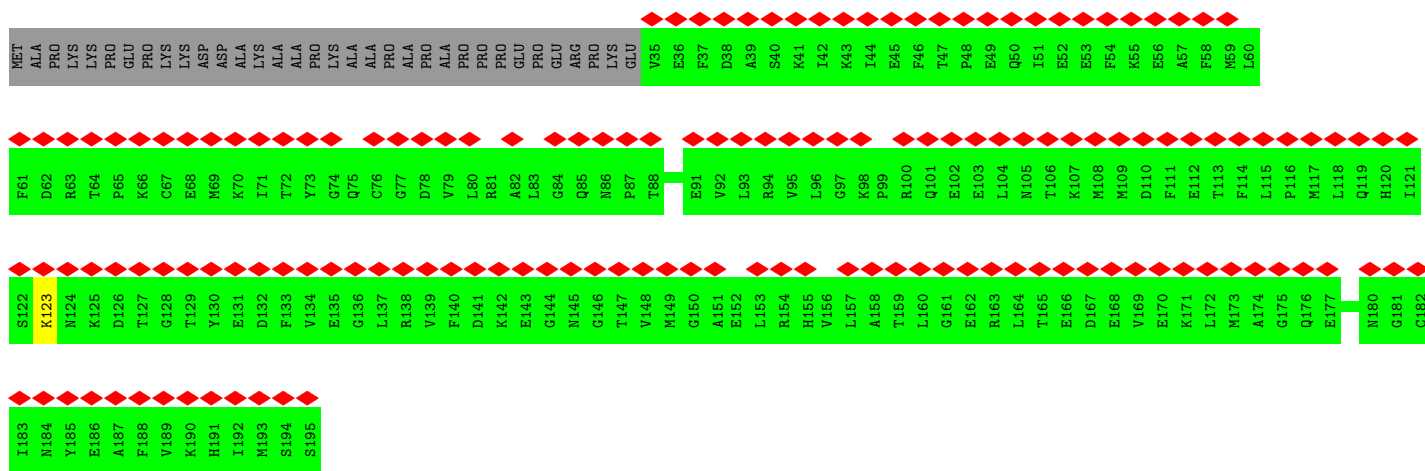 MET ALA PRO LYS LYS PRO GLU PRO LYS LYS ASP ASP ALA LYS ALA ALA PRO LYS ALA ALA PRO ALA PRO ALA PRO PRO PRO GLU PRO GLU ARG PRO LYS GLU V35 E36 F37 D38 A39 S40 K41 I42 K43 I44 E45 F46 T47 P48 E49 Q50 I51 E52 E53 F54 K55 E56 A57 F58 M59 L60
F61 D62 R63 T64 P65 K66 C67 E68 M69 K70 I71 T72 Y73 G74 Q75 C76 G77 D78 V79 L80 R81 A82 L83 G84 Q85 N86 P87 T88 E91 V92 L93 R94 V95 L96 G97 K98 P99 R100 Q101 E102 E103 L104 N105 T106 K107 M108 M109 D110 F111 E112 T113 F114 L115 P116 M117 L118 Q119 H120 I121
S122 K123 N124 K125 D126 T127 G128 T129 Y130 E131 D132 F133 V134 E135 G136 L137 R138 V139 F140 D141 K142 E143 G144 N145 G146 T147 V148 M149 G150 A151 E152 L153 R154 H155 V156 L157 A158 T159 L160 G161 E162 R163 L164 T165 E166 D167 E168 V169 E170 K171 L172 M173 A174 G175 Q176 E177 N180 G181 C182
I183 N184 Y185 E186 A187 F188 V189 K190 H191 I192 M193 S194 S195